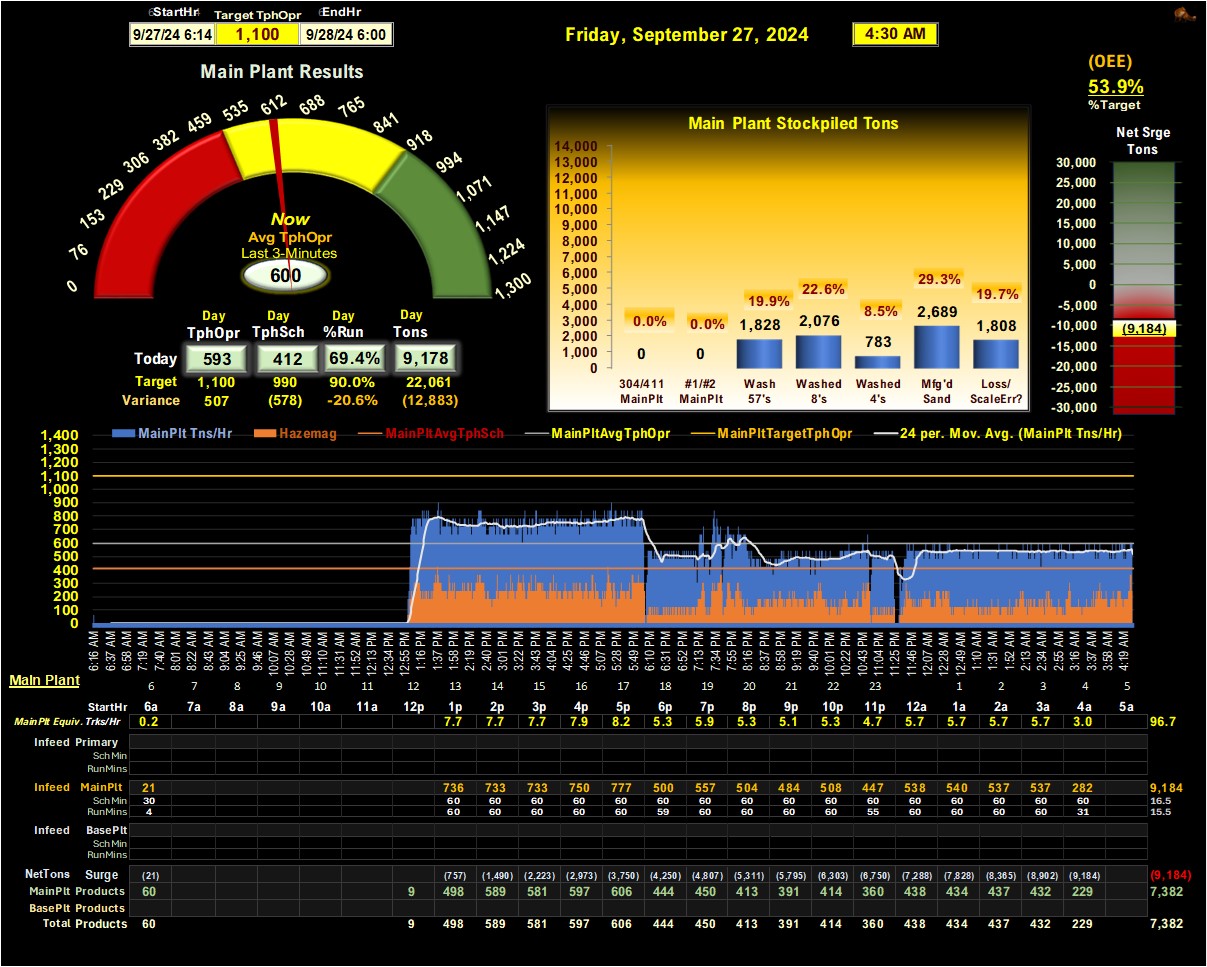 StartHr Target TphOpr EndHr
9/27/24 6:14 1,100 9/28/24 6:00
Friday, September 27, 2024 4:30 AM
(OEE)
53.9%
%Target
Main Plant Results
0 76 153 229 306 382 459 535 612 688 765 841 918 994 1,071 1,147 1,224 1,300
Now
Avg TphOpr
Last 3-Minutes
600
Day Day Day Day
TphOpr TphSch %Run Tons
Today 593 412 69.4% 9,178
Target 1,100 990 90.0% 22,061
Variance 507 (578) -20.6% (12,883)
Main Plant Stockpiled Tons
14,000
13,000
12,000
11,000
10,000
9,000
8,000
7,000
6,000
5,000
4,000
3,000
2,000
1,000
0
0.0% 0.0% 19.9% 22.6% 8.5% 29.3% 19.7%
0 0 1,828 2,076 783 2,689 1,808
304/411 #1/#2 Wash Washed Washed Mfg'd Loss/
MainPlt MainPlt 57's 8's 4's Sand ScaleErr?
Net Srge
Tons
30,000
25,000
20,000
15,000
10,000
5,000
0
-5,000
-10,000
-15,000
-20,000
-25,000
-30,000
(9,184)
MainPlt Tns/Hr Hazemag MainPltAvgTphSch MainPltAvgTphOpr MainPltTargetTphOpr 24 per. Mov. Avg. (MainPlt Tns/Hr)
1,400
1,300
1,200
1,100
1,000
900
800
700
600
500
400
300
200
100
0
6:16 AM 6:37 AM 6:58 AM 7:19 AM 7:40 AM 8:01 AM 8:22 AM 8:43 AM 9:04 AM 9:25 AM 9:46 AM 10:07 AM 10:28 AM 10:49 AM 11:10 AM 11:31 AM 11:52 AM 12:13 PM 12:34 PM 12:55 PM 1:16 PM 1:37 PM 1:58 PM 2:19 PM 2:40 PM 3:01 PM 3:22 PM 3:43 PM 4:04 PM 4:25 PM 4:46 PM 5:07 PM 5:28 PM 5:49 PM 6:10 PM 6:31 PM 6:52 PM 7:13 PM 7:34 PM 7:55 PM 8:16 PM 8:37 PM 8:58 PM 9:19 PM 9:40 PM 10:01 PM 10:22 PM 10:43 PM 11:04 PM 11:25 PM 11:46 PM 12:07 AM 12:28 AM 12:49 AM 1:10 AM 1:31 AM 1:52 AM 2:13 AM 2:34 AM 2:55 AM 3:16 AM 3:37 AM 3:58 AM 4:19 AM
Main Plant
6 7 8 9 10 11 12 13 14 15 16 17 18 19 20 21 22 23 1 2 3 4 5
StartHr 6a 7a 8a 9a 10a 11a 12p 1p 2p 3p 4p 5p 6p 7p 8p 9p 10p 11p 12a 1a 2a 3a 4a 5a
MainPlt Equiv. Trks/Hr 0.2 7.7 7.7 7.7 7.9 8.2 5.3 5.9 5.3 5.1 5.3 4.7 5.7 5.7 5.7 5.7 3.0 96.7
Infeed Primary
Sch Min
RunMins
Infeed MainPlt 21 736 733 733 750 777 500 557 504 484 508 447 538 540 537 537 282 9,184
Sch Min 30 60 60 60 60 60 60 60 60 60 60 60 60 60 60 60 60 16.5
RunMins 4 60 60 60 60 60 59 60 60 60 60 55 60 60 60 60 31 15.5
Infeed BasePlt
Sch Min
RunMins
NetTons Surge (21) (757) (1,490) (2,223) (2,973) (3,750) (4,250) (4,807) (5,311) (5,795) (6,303) (6,750) (7,288) (7,828) (8,365) (8,902) (9,184) (9,184)
MainPlt Products 60 9 498 589 581 597 606 444 450 413 391 414 360 438 434 437 432 229 7,382
BasePlt Products
Total Products 60 9 498 589 581 597 606 444 450 413 391 414 360 438 434 437 432 229 7,382